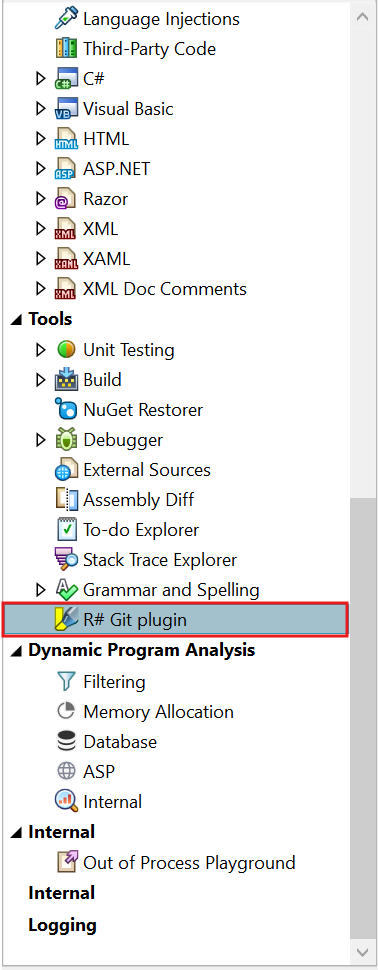 Language Injections
Third-Party Code
C#
Visual Basic
HTML
ASP.NET
Razor
XML
XAML
XML Doc Comments
Tools
Unit Testing
Build
NuGet Restorer
Debugger
External Sources
Assembly Diff
To-do Explorer
Stack Trace Explorer
Grammar and Spelling
R# Git plugin
Dynamic Program Analysis
Filtering
Memory Allocation
Database
ASP
Internal
Internal
Out of Process Playground
Internal
Logging